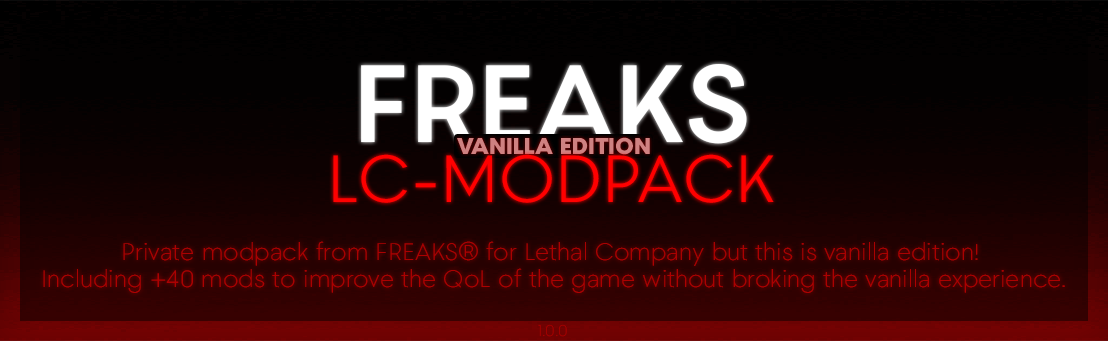 FREAKS
VANILLA EDITION
LC-MODPACK
Private modpack from FREAKS® for Lethal Company but this is vanilla edition!
Including +40 mods to improve the QoL of the game without broking the vanilla experience.
1.0.0